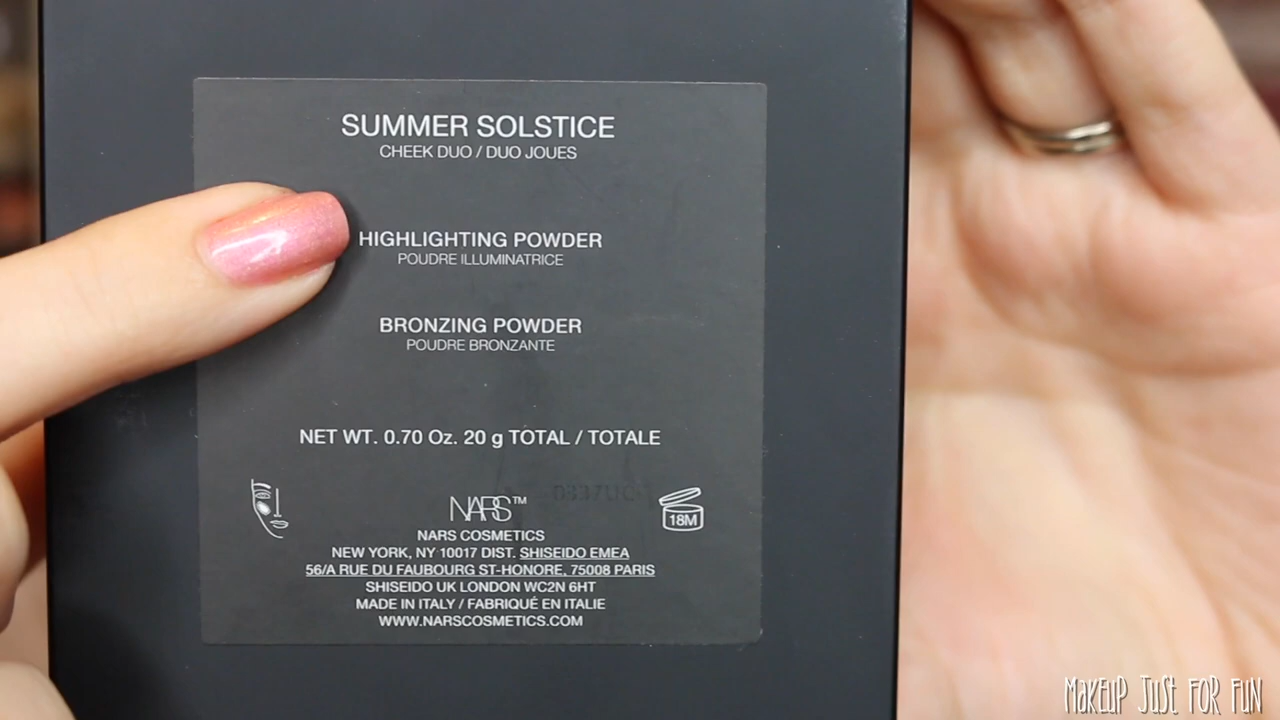 SUMMER SOLSTICE
CHEEK DUO / DUO JOUES
HIGHLIGHTING POWDER
POUDRE ILLUMINATRICE
BRONZING POWDER
POUDRE BRONZANTE
NET WT. 0.70 Oz. 20 g TOTAL / TOTALE
NARS™
18M
NARS COSMETICS
NEW YORK, NY 10017 DIST. SHISEIDO EMEA
56/A RUE DU FAUBOURG ST-HONORE, 75008 PARIS
SHISEIDO UK LONDON WC2N 6HT
MADE IN ITALY / FABRIQUÉ EN ITALIE
WWW.NARSCOSMETICS.COM
MAKEUP JUST FOR FUN